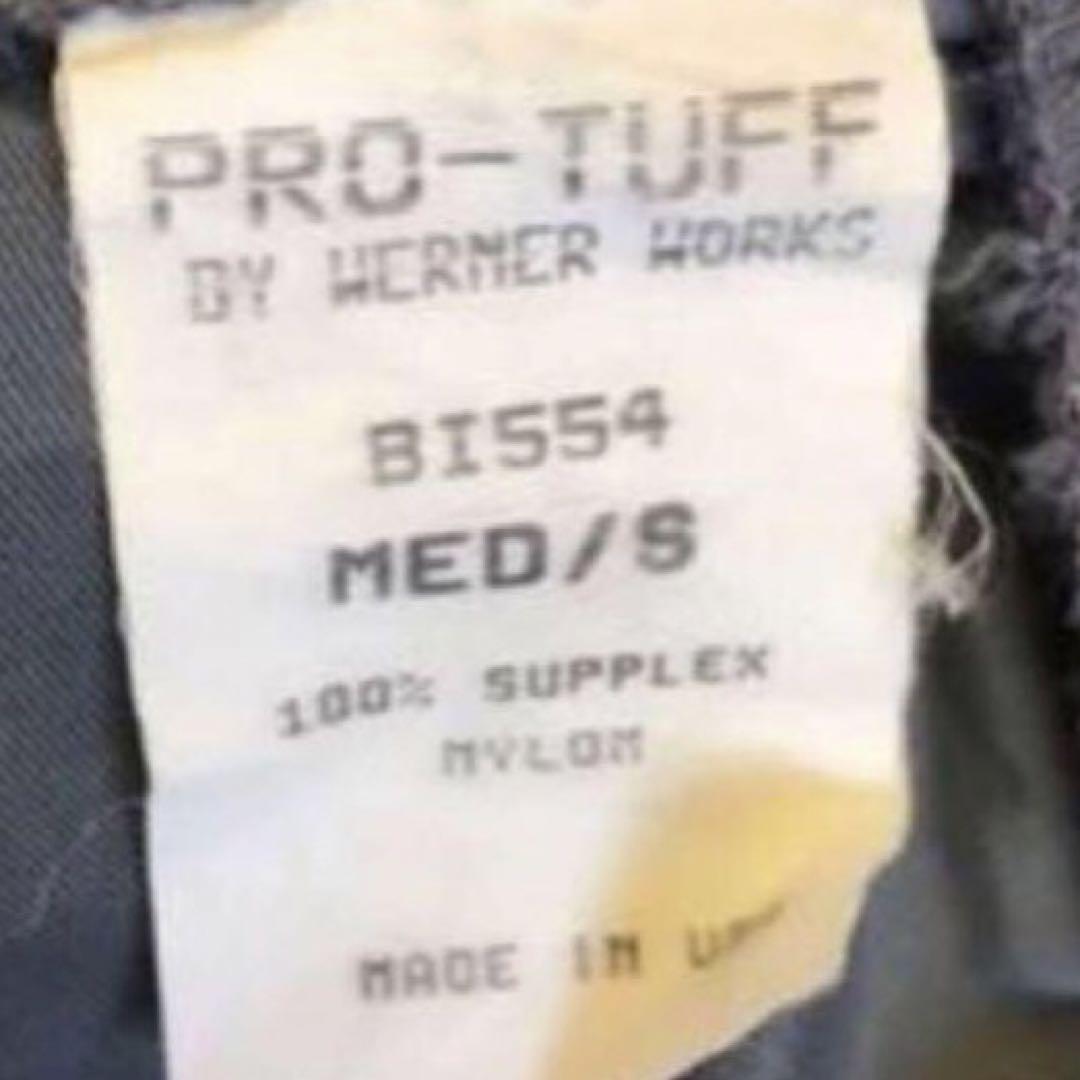 PRO-TUFF
BY WERNER WORKS
BI554
MED/S
100% SUPPLEX
NYLON
MADE IN